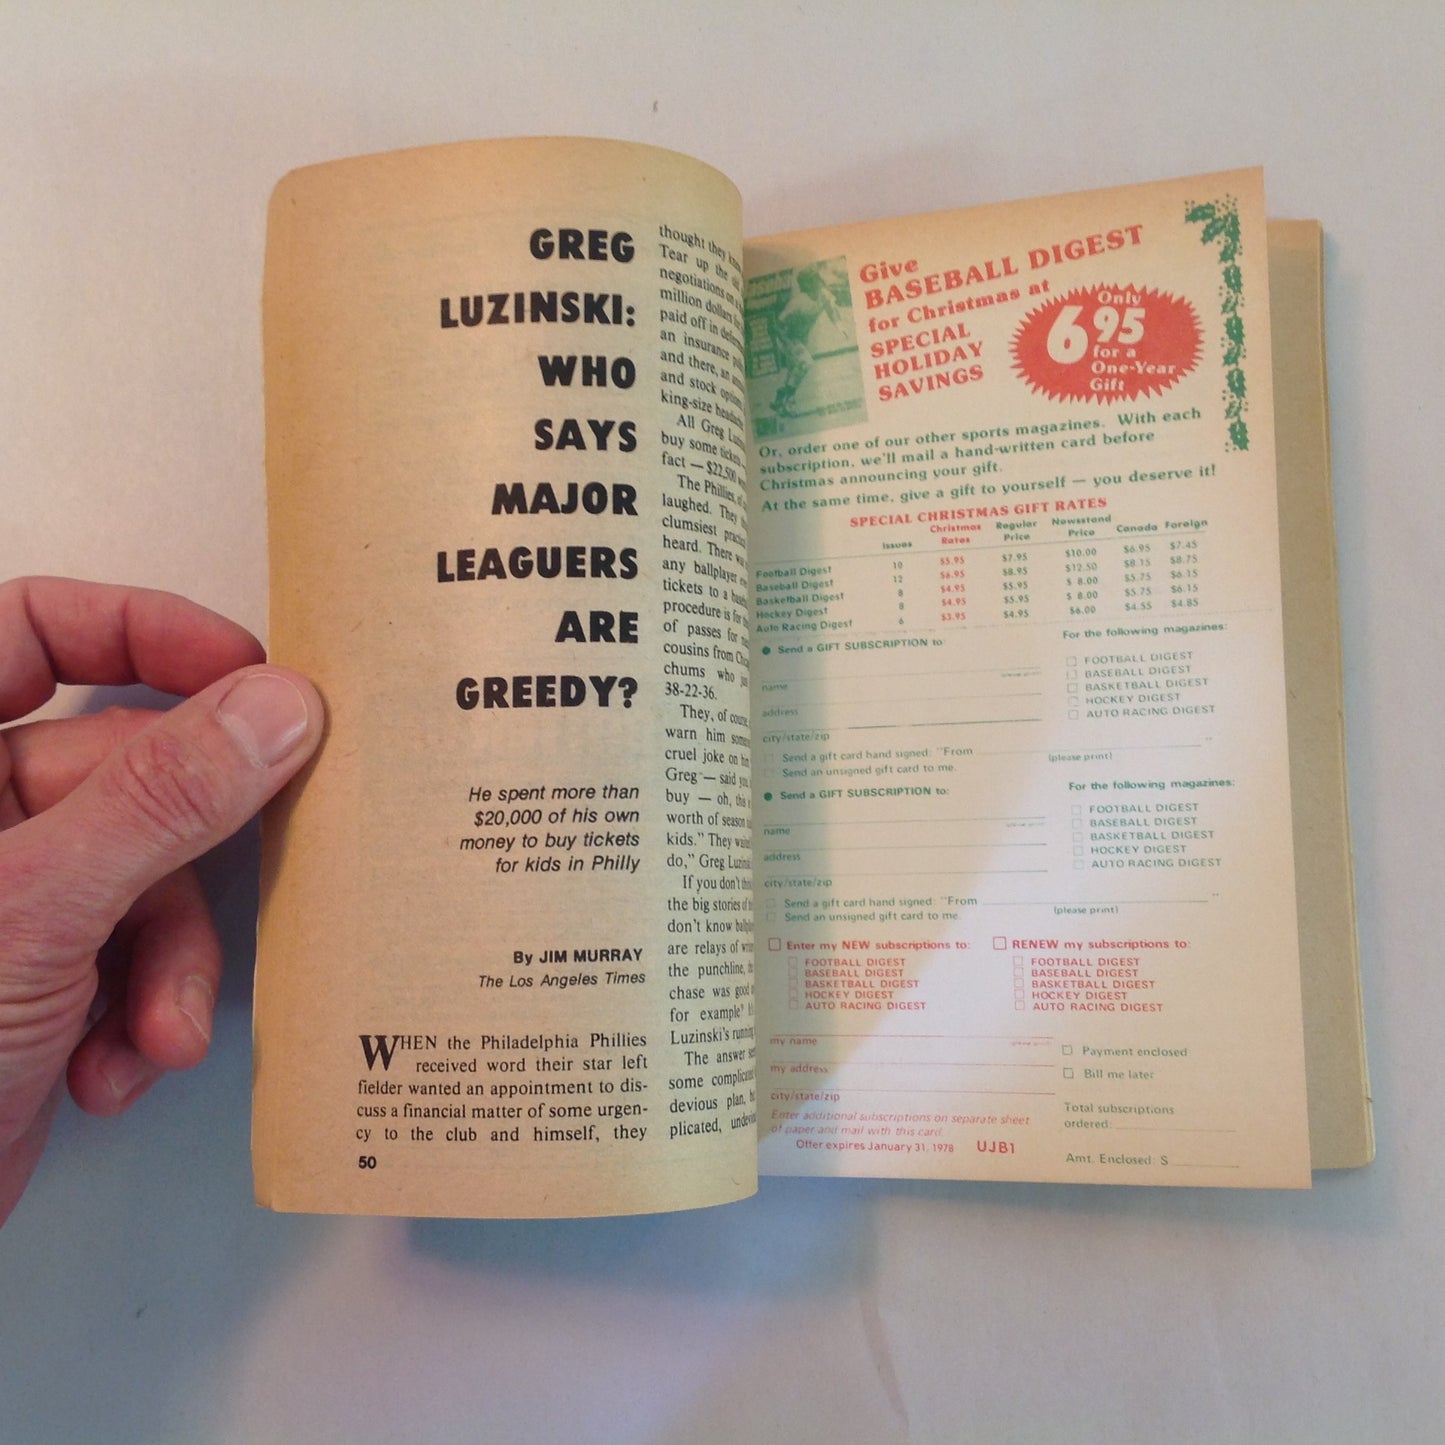 GREG
LUZINSKI:
WHO
SAYS
MAJOR
LEAGUERS
ARE
GREEDY?
He spent more than
$20,000 of his own
money to buy tickets
for kids in Philly
By JIM MURRAY
The Los Angeles Times
WHEN the Philadelphia Phillies
received word their star left
fielder wanted an appointment to dis-
cuss a financial matter of some urgen-
cy to the club and himself, they
50
thought they
Tear up the
negotiations on
million dollars
paid off in
an insurance
and there, an
and stock
king-size
All Greg
buy some tickets
fact — $22,500
The Phillies,
laughed. They
clumsiest
heard. There was
any ballplayer
tickets to a
procedure is for
of passes for
cousins from
chums who
38-22-36.
They, of course,
warn him
cruel joke on
Greg — said
buy — oh, this
worth of season
kids." They
do," Greg
If you don't
the big stories of
don't know
are relays of
the punchline,
chase was good
for example?
Luzinski's running
The answer
some
devious plan,
plicated,
Give
BASEBALL DIGEST
for Christmas at
SPECIAL
HOLIDAY
SAVINGS
Only
6 95
for a
One-Year
Gift
Or, order one of our other sports magazines. With each
subscription, we'll mail a hand-written card before
Christmas announcing your gift.
At the same time, give a gift to yourself — you deserve it!
SPECIAL CHRISTMAS GIFT RATES
Issues Christmas Rates Regular Price Newsstand Price Canada Foreign
Football Digest 10 $5.95 $7.95 $10.00 $6.95 $7.45
Baseball Digest 12 $6.95 $8.95 $12.50 $8.15 $8.75
Basketball Digest 8 $4.95 $5.95 $ 8.00 $5.75 $6.15
Hockey Digest 8 $4.95 $5.95 $ 8.00 $5.75 $6.15
Auto Racing Digest 6 $3.95 $4.95 $6.00 $4.55 $4.85
● Send a GIFT SUBSCRIPTION to:
(please print)
name
address
city/state/zip
For the following magazines:
□ FOOTBALL DIGEST
□ BASEBALL DIGEST
□ BASKETBALL DIGEST
□ HOCKEY DIGEST
□ AUTO RACING DIGEST
□ Send a gift card hand signed: "From "
(please print)
□ Send an unsigned gift card to me.
● Send a GIFT SUBSCRIPTION to:
(please print)
name
address
city/state/zip
For the following magazines:
□ FOOTBALL DIGEST
□ BASEBALL DIGEST
□ BASKETBALL DIGEST
□ HOCKEY DIGEST
□ AUTO RACING DIGEST
□ Send a gift card hand signed: "From "
(please print)
□ Send an unsigned gift card to me.
□ Enter my NEW subscriptions to:
□ FOOTBALL DIGEST
□ BASEBALL DIGEST
□ BASKETBALL DIGEST
□ HOCKEY DIGEST
□ AUTO RACING DIGEST
□ RENEW my subscriptions to:
□ FOOTBALL DIGEST
□ BASEBALL DIGEST
□ BASKETBALL DIGEST
□ HOCKEY DIGEST
□ AUTO RACING DIGEST
my name
(please print)
my address
city/state/zip
Enter additional subscriptions on separate sheet
of paper and mail with this card.
Offer expires January 31, 1978 UJB1
□ Payment enclosed
□ Bill me later
Total subscriptions
ordered:
Amt. Enclosed: $